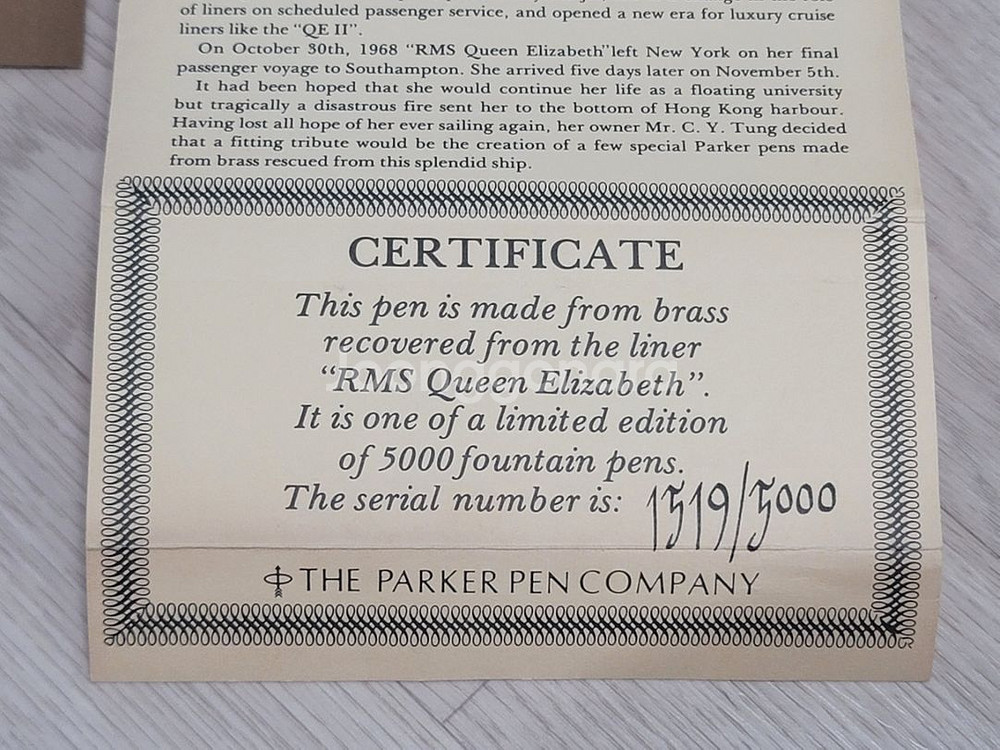 of liners on scheduled passenger service, and opened a new era for luxury cruise
liners like the "QE II".
On October 30th, 1968 "RMS Queen Elizabeth"left New York on her final
passenger voyage to Southampton. She arrived five days later on November 5th.
It had been hoped that she would continue her life as a floating university
but tragically a disastrous fire sent her to the bottom of Hong Kong harbour.
Having lost all hope of her ever sailing again, her owner Mr. C. Y. Tung decided
that a fitting tribute would be the creation of a few special Parker pens made
from brass rescued from this splendid ship.
CERTIFICATE
This pen is made from brass
recovered from the liner
"RMS Queen Elizabeth".
It is one of a limited edition
of 5000 fountain pens.
The serial number is: 1519/5000
THE PARKER PEN COMPANY